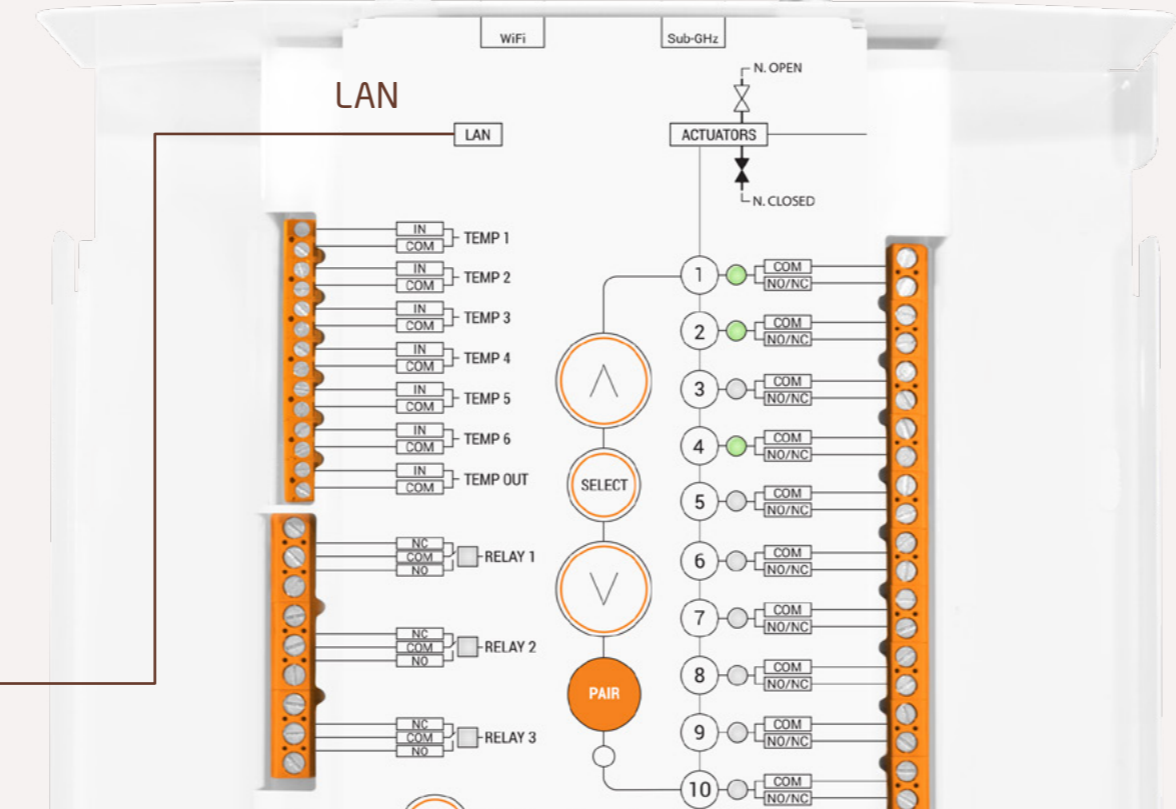 WiFi
Sub-GHz
N. OPEN
LAN
LAN
ACTUATORS
N. CLOSED
IN
COM
TEMP 1
IN
COM
TEMP 2
IN
COM
TEMP 3
IN
COM
TEMP 4
IN
COM
TEMP 5
IN
COM
TEMP 6
IN
COM
TEMP OUT
NC
COM
NO
RELAY 1
NC
COM
NO
RELAY 2
NC
COM
NO
RELAY 3
SELECT
PAIR
1
COM
NO/NC
2
COM
NO/NC
3
COM
NO/NC
4
COM
NO/NC
5
COM
NO/NC
6
COM
NO/NC
7
COM
NO/NC
8
COM
NO/NC
9
COM
NO/NC
10
COM
NO/NC